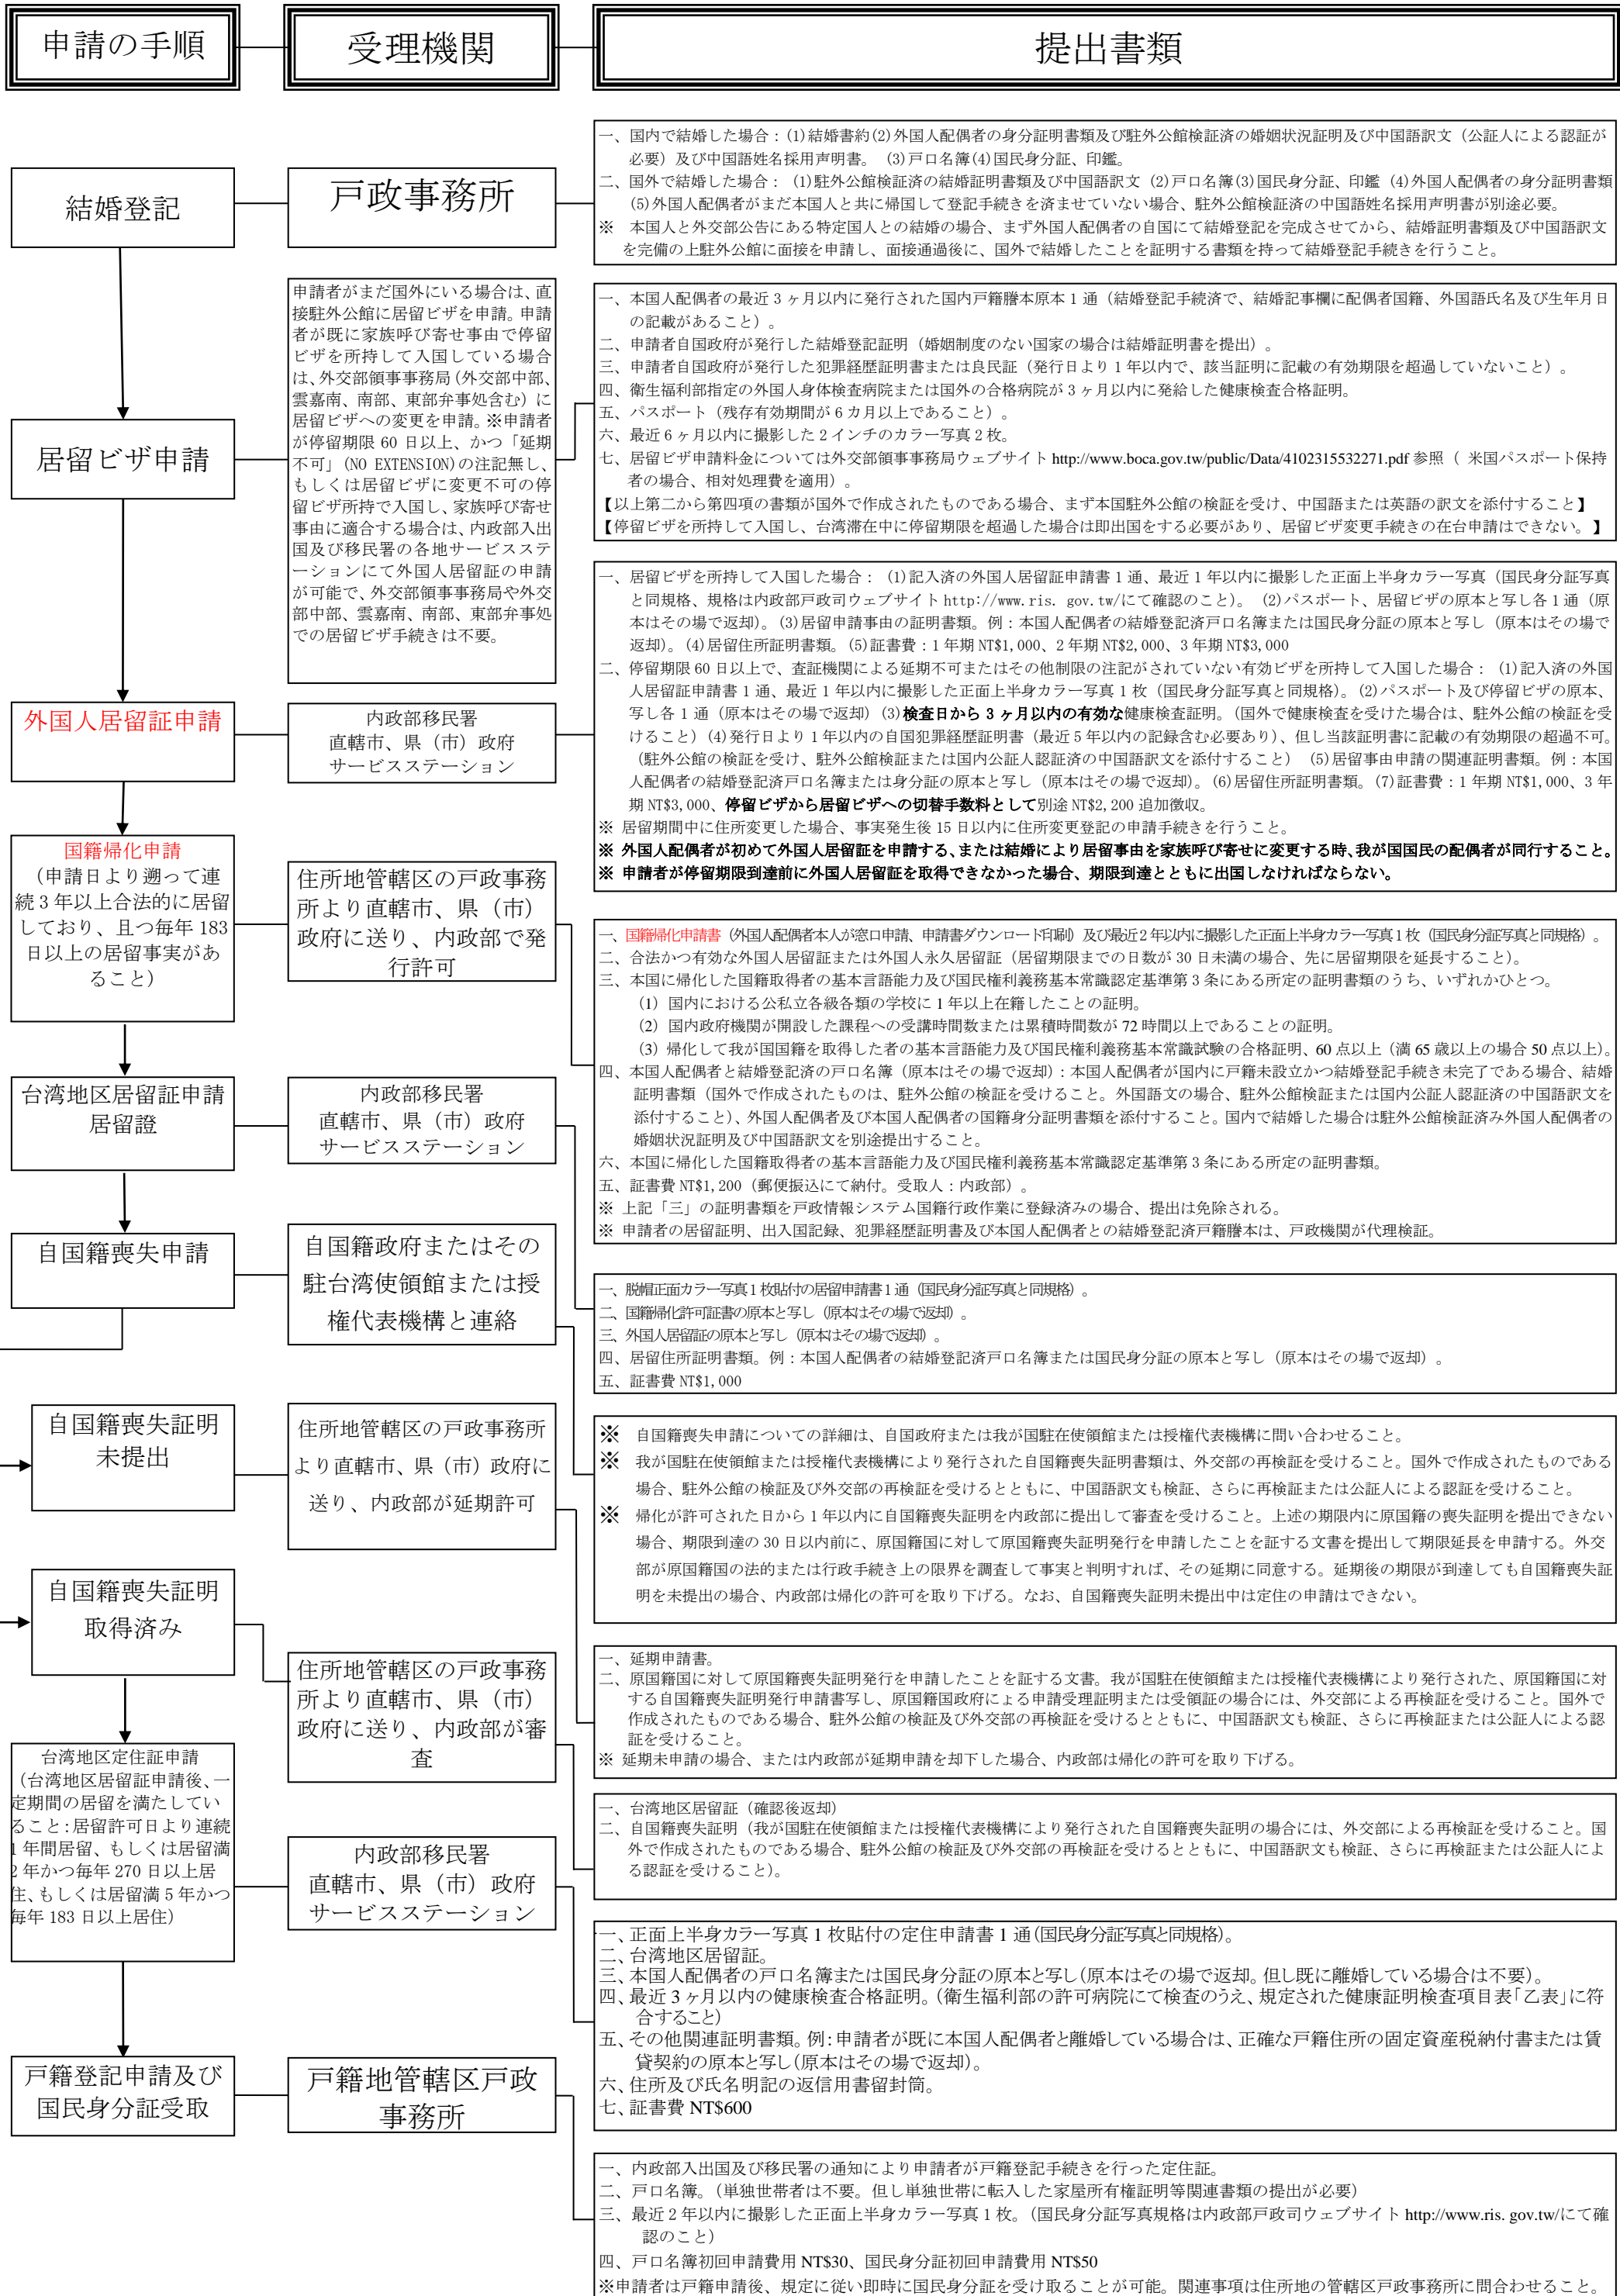 申請の手順
受理機関
提出書類
結婚登記
戸政事務所
一、国内で結婚した場合：(1)結婚書約(2)外国人配偶者の身分証明書類及び駐外公館検証済の婚姻状況証明及び中国語訳文（公証人による認証が
必要）及び中国語姓名採用声明書。 (3)戸口名簿(4)国民身分証、印鑑。
二、国外で結婚した場合： (1)駐外公館検証済の結婚証明書類及び中国語訳文 (2)戸口名簿(3)国民身分証、印鑑 (4)外国人配偶者の身分証明書類
(5)外国人配偶者がまだ本国人と共に帰国して登記手続きを済ませていない場合、駐外公館検証済の中国語姓名採用声明書が別途必要。
※ 本国人と外交部公告にある特定国人との結婚の場合、まず外国人配偶者の自国にて結婚登記を完成させてから、結婚証明書類及び中国語訳文
を完備の上駐外公館に面接を申請し、面接通過後に、国外で結婚したことを証明する書類を持って結婚登記手続きを行うこと。
居留ビザ申請
申請者がまだ国外にいる場合は、直
接駐外公館に居留ビザを申請。申請
者が既に家族呼び寄せ事由で停留
ビザを所持して入国している場合
は、外交部領事事務局（外交部中部、
雲嘉南、南部、東部弁事処含む）に
居留ビザへの変更を申請。※申請者
が停留期限 60 日以上、かつ「延期
不可」(NO EXTENSION)の注記無し、
もしくは居留ビザに変更不可の停
留ビザ所持で入国し、家族呼び寄せ
事由に適合する場合は、内政部入出
国及び移民署の各地サービスステ
ーションにて外国人居留証の申請
が可能で、外交部領事事務局や外交
部中部、雲嘉南、南部、東部弁事処
での居留ビザ手続きは不要。
一、本国人配偶者の最近 3 ヶ月以内に発行された国内戸籍謄本原本 1 通（結婚登記手続済で、結婚記事欄に配偶者国籍、外国語氏名及び生年月日
の記載があること）。
二、申請者自国政府が発行した結婚登記証明（婚姻制度のない国家の場合は結婚証明書を提出）。
三、申請者自国政府が発行した犯罪経歴証明書または良民証（発行日より 1 年以内で、該当証明に記載の有効期限を超過していないこと）。
四、衛生福利部指定の外国人身体検査病院または国外の合格病院が 3 ヶ月以内に発給した健康検査合格証明。
五、パスポート（残存有効期間が 6 カ月以上であること）。
六、最近 6 ヶ月以内に撮影した 2 インチのカラー写真 2 枚。
七、居留ビザ申請料金については外交部領事事務局ウェブサイト http://www.boca.gov.tw/public/Data/4102315532271.pdf 参照（ 米国パスポート保持
者の場合、相対処理費を適用）。
【以上第二から第四項の書類が国外で作成されたものである場合、まず本国駐外公館の検証を受け、中国語または英語の訳文を添付すること】
【停留ビザを所持して入国し、台湾滞在中に停留期限を超過した場合は即出国をする必要があり、居留ビザ変更手続きの在台申請はできない。】
外国人居留証申請
内政部移民署
直轄市、県（市）政府
サービスステーション
一、居留ビザを所持して入国した場合： (1)記入済の外国人居留証申請書 1 通、最近 1 年以内に撮影した正面上半身カラー写真（国民身分証写真
と同規格、規格は内政部戸政司ウェブサイト http://www.ris. gov.tw/にて確認のこと）。 (2)パスポート、居留ビザの原本と写し各 1 通（原
本はその場で返却）。(3)居留申請事由の証明書類。例：本国人配偶者の結婚登記済戸口名簿または国民身分証の原本と写し（原本はその場で
返却）。(4)居留住所証明書類。(5)証書費：1 年期 NT$1,000、2 年期 NT$2,000、3 年期 NT$3,000
二、停留期限 60 日以上で、査証機関による延期不可またはその他制限の注記がされていない有効ビザを所持して入国した場合： (1)記入済の外国
人居留証申請書 1 通、最近 1 年以内に撮影した正面上半身カラー写真 1 枚（国民身分証写真と同規格）。(2)パスポート及び停留ビザの原本、
写し各 1 通（原本はその場で返却）(3)検査日から 3 ヶ月以内の有効な健康検査証明。（国外で健康検査を受けた場合は、駐外公館の検証を受
けること）(4)発行日より 1 年以内の自国犯罪経歴証明書（最近 5 年以内の記録含む必要あり）、但し当該証明書に記載の有効期限の超過不可。
（駐外公館の検証を受け、駐外公館検証または国内公証人認証済の中国語訳文を添付すること） (5)居留事由申請の関連証明書類。例：本国
人配偶者の結婚登記済戸口名簿または身分証の原本と写し（原本はその場で返却）。(6)居留住所証明書類。(7)証書費：1 年期 NT$1,000、3 年
期 NT$3,000、停留ビザから居留ビザへの切替手数料として別途 NT$2,200 追加徴収。
※ 居留期間中に住所変更した場合、事実発生後 15 日以内に住所変更登記の申請手続きを行うこと。
※ 外国人配偶者が初めて外国人居留証を申請する、または結婚により居留事由を家族呼び寄せに変更する時、我が国国民の配偶者が同行すること。
※ 申請者が停留期限到達前に外国人居留証を取得できなかった場合、期限到達とともに出国しなければならない。
国籍帰化申請
（申請日より遡って連
続 3 年以上合法的に居留
しており、且つ毎年 183
日以上の居留事実があ
ること）
住所地管轄区の戸政事務
所より直轄市、県（市）
政府に送り、内政部で発
行許可
一、国籍帰化申請書（外国人配偶者本人が窓口申請、申請書ダウンロード印刷）及び最近2 年以内に撮影した正面上半身カラー写真 1 枚（国民身分証写真と同規格）。
二、合法かつ有効な外国人居留証または外国人永久居留証（居留期限までの日数が 30 日未満の場合、先に居留期限を延長すること）。
三、本国に帰化した国籍取得者の基本言語能力及び国民権利義務基本常識認定基準第 3 条にある所定の証明書類のうち、いずれかひとつ。
(1) 国内における公私立各級各類の学校に 1 年以上在籍したことの証明。
(2) 国内政府機関が開設した課程への受講時間数または累積時間数が 72 時間以上であることの証明。
(3) 帰化して我が国国籍を取得した者の基本言語能力及び国民権利義務基本常識試験の合格証明、60 点以上（満 65 歳以上の場合 50 点以上）。
四、本国人配偶者と結婚登記済の戸口名簿（原本はその場で返却）：本国人配偶者が国内に戸籍未設立かつ結婚登記手続き未完了である場合、結婚
証明書類（国外で作成されたものは、駐外公館の検証を受けること。外国語文の場合、駐外公館検証または国内公証人認証済の中国語訳文を
添付すること）、外国人配偶者及び本国人配偶者の国籍身分証明書類を添付すること。国内で結婚した場合は駐外公館検証済み外国人配偶者の
婚姻状況証明及び中国語訳文を別途提出すること。
六、本国に帰化した国籍取得者の基本言語能力及び国民権利義務基本常識認定基準第 3 条にある所定の証明書類。
五、証書費 NT$1,200（郵便振込にて納付。受取人：内政部）。
※ 上記「三」の証明書類を戸政情報システム国籍行政作業に登録済みの場合、提出は免除される。
※ 申請者の居留証明、出入国記録、犯罪経歴証明書及び本国人配偶者との結婚登記済戸籍謄本は、戸政機関が代理検証。
台湾地区居留証申請
居留證
内政部移民署
直轄市、県（市）政府
サービスステーション
自国籍喪失申請
自国籍政府またはその
駐台湾使領館または授
権代表機構と連絡
一、脱帽正面カラー写真 1 枚貼付の居留申請書 1 通（国民身分証写真と同規格）。
二、国籍帰化許可証書の原本と写し（原本はその場で返却）。
三、外国人居留証の原本と写し（原本はその場で返却）。
四、居留住所証明書類。例：本国人配偶者の結婚登記済戸口名簿または国民身分証の原本と写し（原本はその場で返却）。
五、証書費 NT$1,000
自国籍喪失証明
未提出
住所地管轄区の戸政事務所
より直轄市、県（市）政府に
送り、内政部が延期許可
※ 自国籍喪失申請についての詳細は、自国政府または我が国駐在使領館または授権代表機構に問い合わせること。
※ 我が国駐在使領館または授権代表機構により発行された自国籍喪失証明書類は、外交部の再検証を受けること。国外で作成されたものである
場合、駐外公館の検証及び外交部の再検証を受けるとともに、中国語訳文も検証、さらに再検証または公証人による認証を受けること。
※ 帰化が許可された日から 1 年以内に自国籍喪失証明を内政部に提出して審査を受けること。上述の期限内に原国籍の喪失証明を提出できない
場合、期限到達の 30 日以内前に、原国籍国に対して原国籍喪失証明発行を申請したことを証する文書を提出して期限延長を申請する。外交
部が原国籍国の法的または行政手続き上の限界を調査して事実と判明すれば、その延期に同意する。延期後の期限が到達しても自国籍喪失証
明を未提出の場合、内政部は帰化の許可を取り下げる。なお、自国籍喪失証明未提出中は定住の申請はできない。
自国籍喪失証明
取得済み
住所地管轄区の戸政事務
所より直轄市、県（市）
政府に送り、内政部が審
査
一、延期申請書。
二、原国籍国に対して原国籍喪失証明発行を申請したことを証する文書。我が国駐在使領館または授権代表機構により発行された、原国籍国に対
する自国籍喪失証明発行申請書写し、原国籍国政府による申請受理証明または受領証の場合には、外交部による再検証を受けること。国外で
作成されたものである場合、駐外公館の検証及び外交部の再検証を受けるとともに、中国語訳文も検証、さらに再検証または公証人による認
証を受けること。
※ 延期未申請の場合、または内政部が延期申請を却下した場合、内政部は帰化の許可を取り下げる。
台湾地区定住証申請
（台湾地区居留証申請後、一
定期間の居留を満たしてい
ること：居留許可日より連続
1 年間居留、もしくは居留満
2 年かつ毎年 270 日以上居
住、もしくは居留満 5 年かつ
毎年 183 日以上居住）
内政部移民署
直轄市、県（市）政府
サービスステーション
一、台湾地区居留証（確認後返却）
二、自国籍喪失証明（我が国駐在使領館または授権代表機構により発行された自国籍喪失証明の場合には、外交部による再検証を受けること。国
外で作成されたものである場合、駐外公館の検証及び外交部の再検証を受けるとともに、中国語訳文も検証、さらに再検証または公証人によ
る認証を受けること）。
一、正面上半身カラー写真 1 枚貼付の定住申請書 1 通（国民身分証写真と同規格）。
二、台湾地区居留証。
三、本国人配偶者の戸口名簿または国民身分証の原本と写し（原本はその場で返却。但し既に離婚している場合は不要）。
四、最近 3 ヶ月以内の健康検査合格証明。（衛生福利部の許可病院にて検査のうえ、規定された健康証明検査項目表「乙表」に符
合すること）
五、その他関連証明書類。例：申請者が既に本国人配偶者と離婚している場合は、正確な戸籍住所の固定資産税納付書または賃
貸契約の原本と写し（原本はその場で返却）。
六、住所及び氏名明記の返信用書留封筒。
七、証書費 NT$600
戸籍登記申請及び
国民身分証受取
戸籍地管轄区戸政
事務所
一、内政部入出国及び移民署の通知により申請者が戸籍登記手続きを行った定住証。
二、戸口名簿。（単独世帯者は不要。但し単独世帯に転入した家屋所有権証明等関連書類の提出が必要）
三、最近 2 年以内に撮影した正面上半身カラー写真 1 枚。（国民身分証写真規格は内政部戸政司ウェブサイト http://www.ris. gov.tw/にて確
認のこと）
四、戸口名簿初回申請費用 NT$30、国民身分証初回申請費用 NT$50
※申請者は戸籍申請後、規定に従い即時に国民身分証を受け取ることが可能。関連事項は住所地の管轄区戸政事務所に問合わせること。